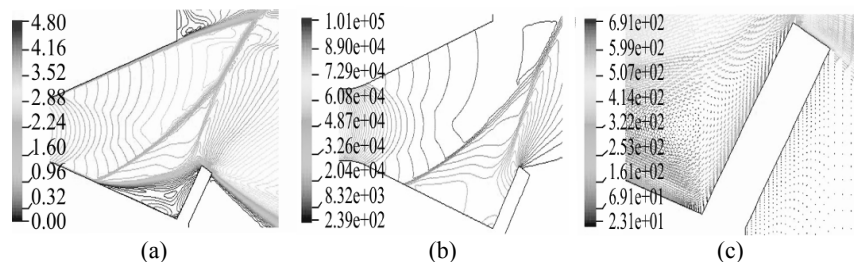 4.80
4.16
3.52
2.88
2.24
1.60
0.96
0.32
0.00
(a)
1.01e+05
8.90e+04
7.29e+04
6.08e+04
4.87e+04
3.26e+04
2.04e+04
8.32e+03
2.39e+02
(b)
6.91e+02
5.99e+02
5.07e+02
4.14e+02
3.22e+02
2.53e+02
1.61e+02
6.91e+01
2.31e+01
(c)